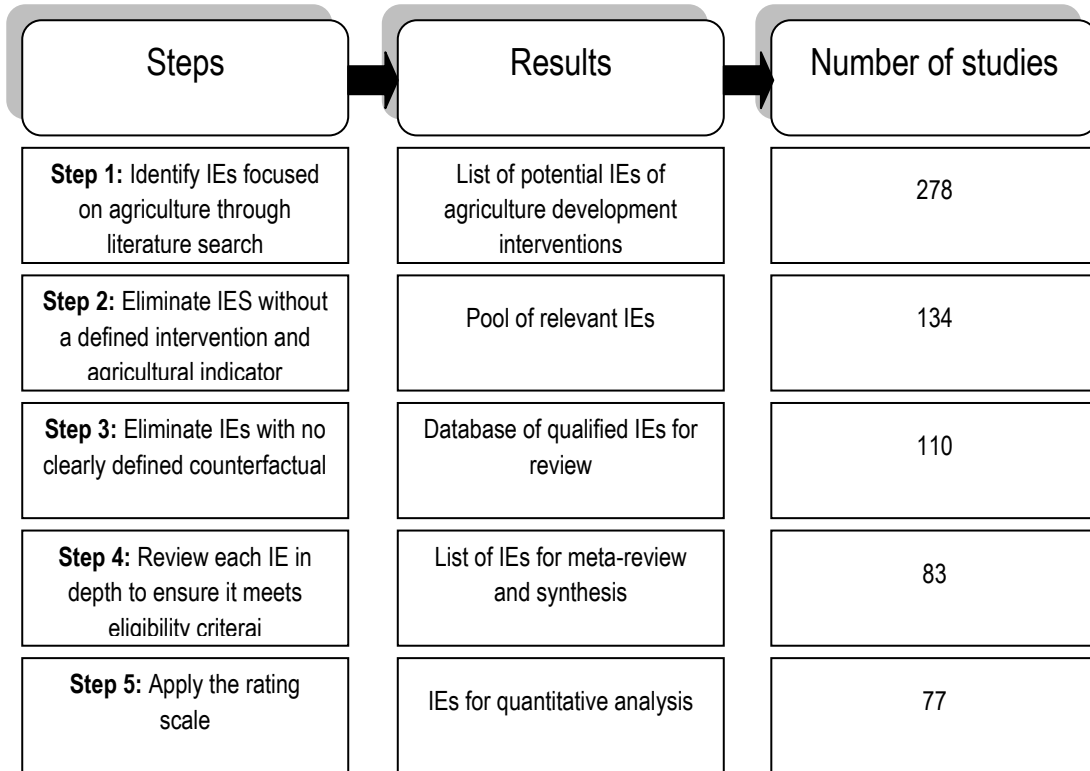 Steps
Results
Number of studies
Step 1: Identify IEs focused
on agriculture through
literature search
List of potential IEs of
agriculture development
interventions
278
Step 2: Eliminate IES without
a defined intervention and
agricultural indicator
Pool of relevant IEs
134
Step 3: Eliminate IEs with no
clearly defined counterfactual
Database of qualified IEs for
review
110
Step 4: Review each IE in
depth to ensure it meets
eligibility criterai
List of IEs for meta-review
and synthesis
83
Step 5: Apply the rating
scale
IEs for quantitative analysis
77